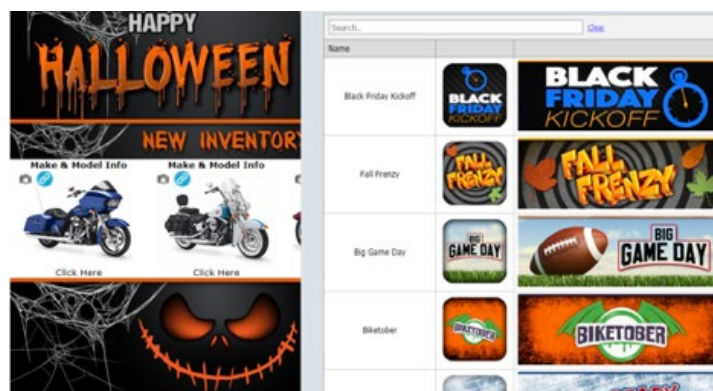 HAPPY
HALLOWEEN
NEW INVENTOR
Make & Model Info
Make & Model Info
Click Here
Click Here
Search..
Clear
Name
Black Friday Kickoff
BLACK
FRIDAY
KICKOFF
BLACK
FRIDAY
KICKOFF
Fall Frenzy
FALL
FRENZY
FALL
FRENZY
Big Game Day
BIG
GAME DAY
BIG
GAME DAY
Biketober
BIKETOBER
BIKETOBER